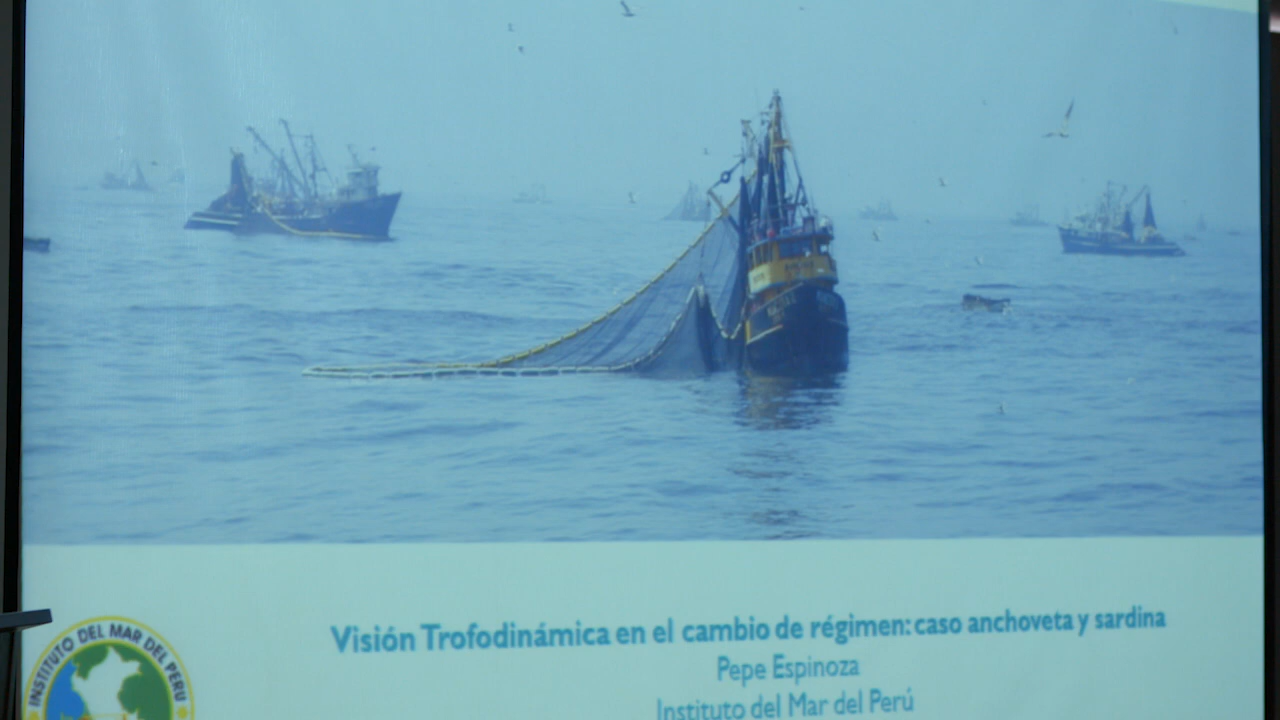 Visión Trofodinámica en el cambio de régimen: caso anchoveta y sardina
Pepe Espinoza
Instituto del Mar del Perú
INSTITUTO DEL MAR DEL PERU